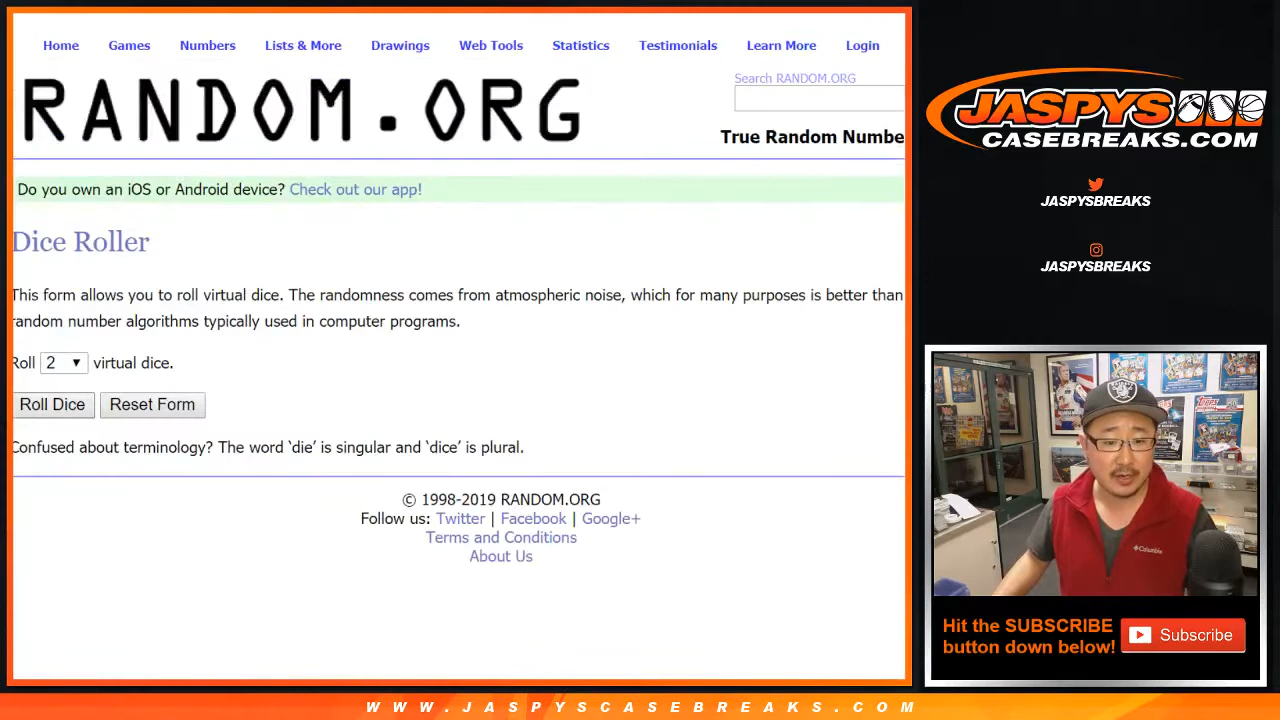 Home Games Numbers Lists & More Drawings Web Tools Statistics Testimonials Learn More Login
RANDOM.ORG
Search RANDOM.ORG
True Random Numbe
Do you own an iOS or Android device? Check out our app!
Dice Roller
This form allows you to roll virtual dice. The randomness comes from atmospheric noise, which for many purposes is better than
random number algorithms typically used in computer programs.
Roll 2 virtual dice.
Roll Dice Reset Form
Confused about terminology? The word ‘die’ is singular and ‘dice’ is plural.
© 1998-2019 RANDOM.ORG
Follow us: Twitter | Facebook | Google+
Terms and Conditions
About Us
JASPYS
CASEBREAKS.COM
JASPYSBREAKS
JASPYSBREAKS
RAIDERS
Columbia
Hit the SUBSCRIBE
button down below!
Subscribe
WWW.JASPYSCASEBREAKS.COM